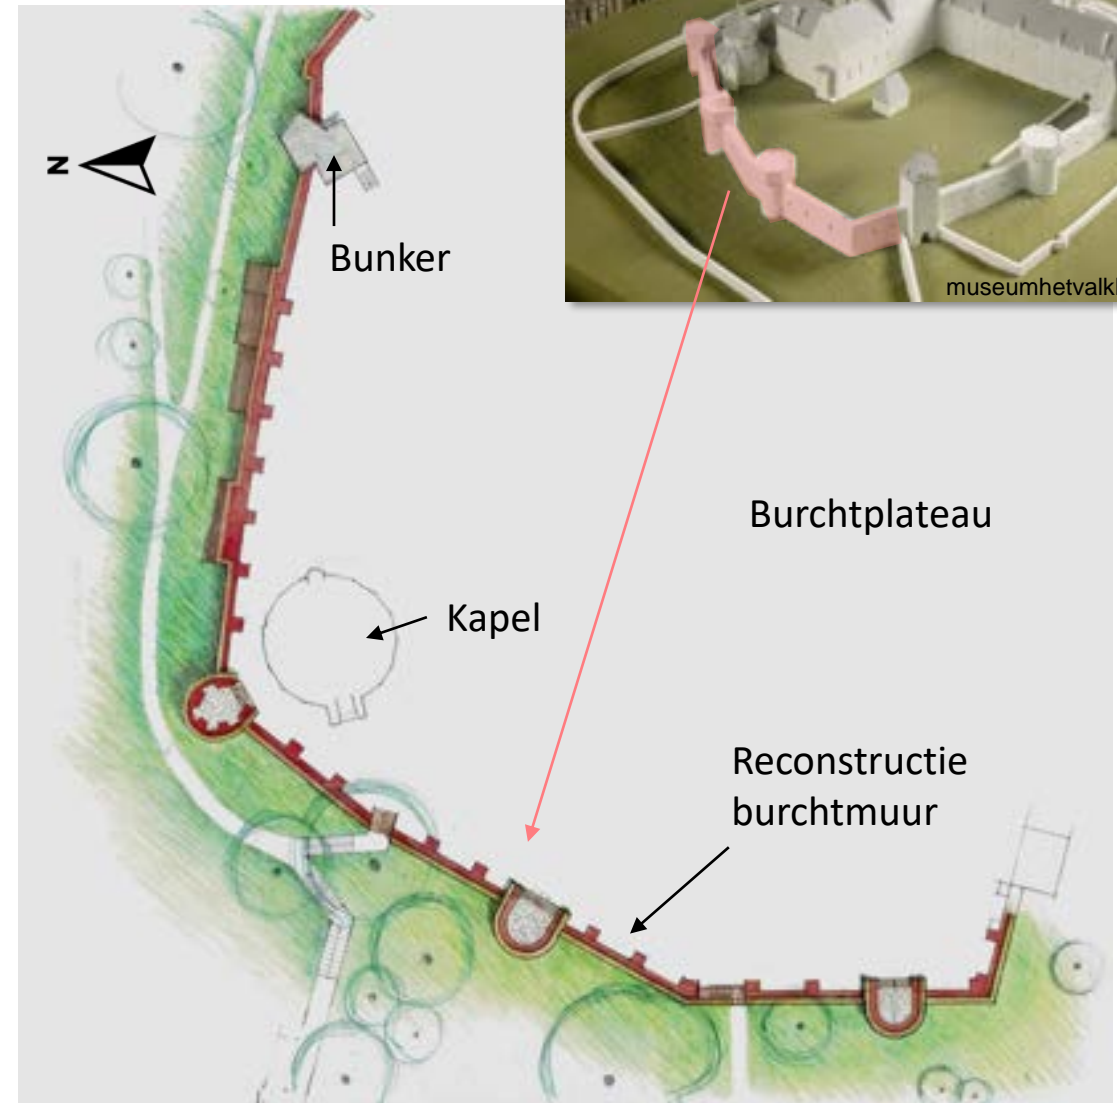 museumhetvalk
N
Bunker
Burchtplateau
Kapel
Reconstructie
burchtmuur